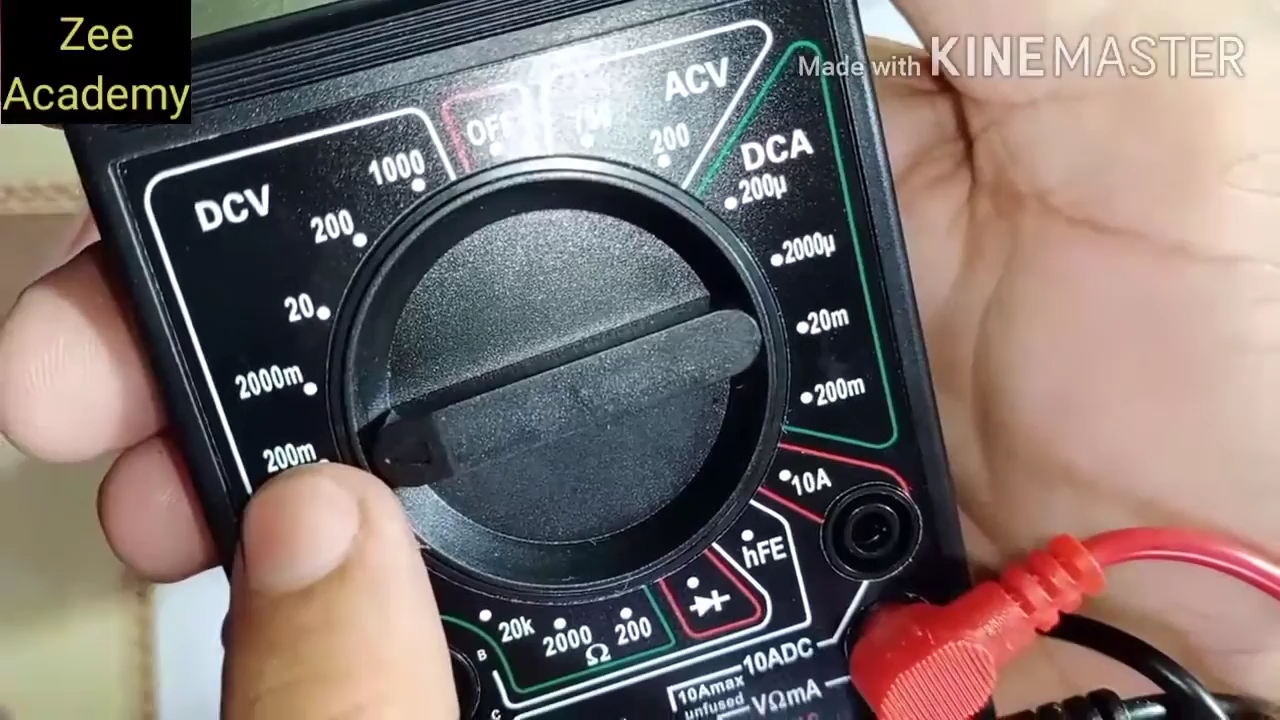 Zee
Academy
Made with KINEMASTER
OFF
ACV
200
DCV
1000
200
20
2000m
200m
DCA
200µ
2000µ
20m
200m
10A
hFE
20k
2000
200
Ω
B
C
10ADC
10Amax
unfused
VΩmA